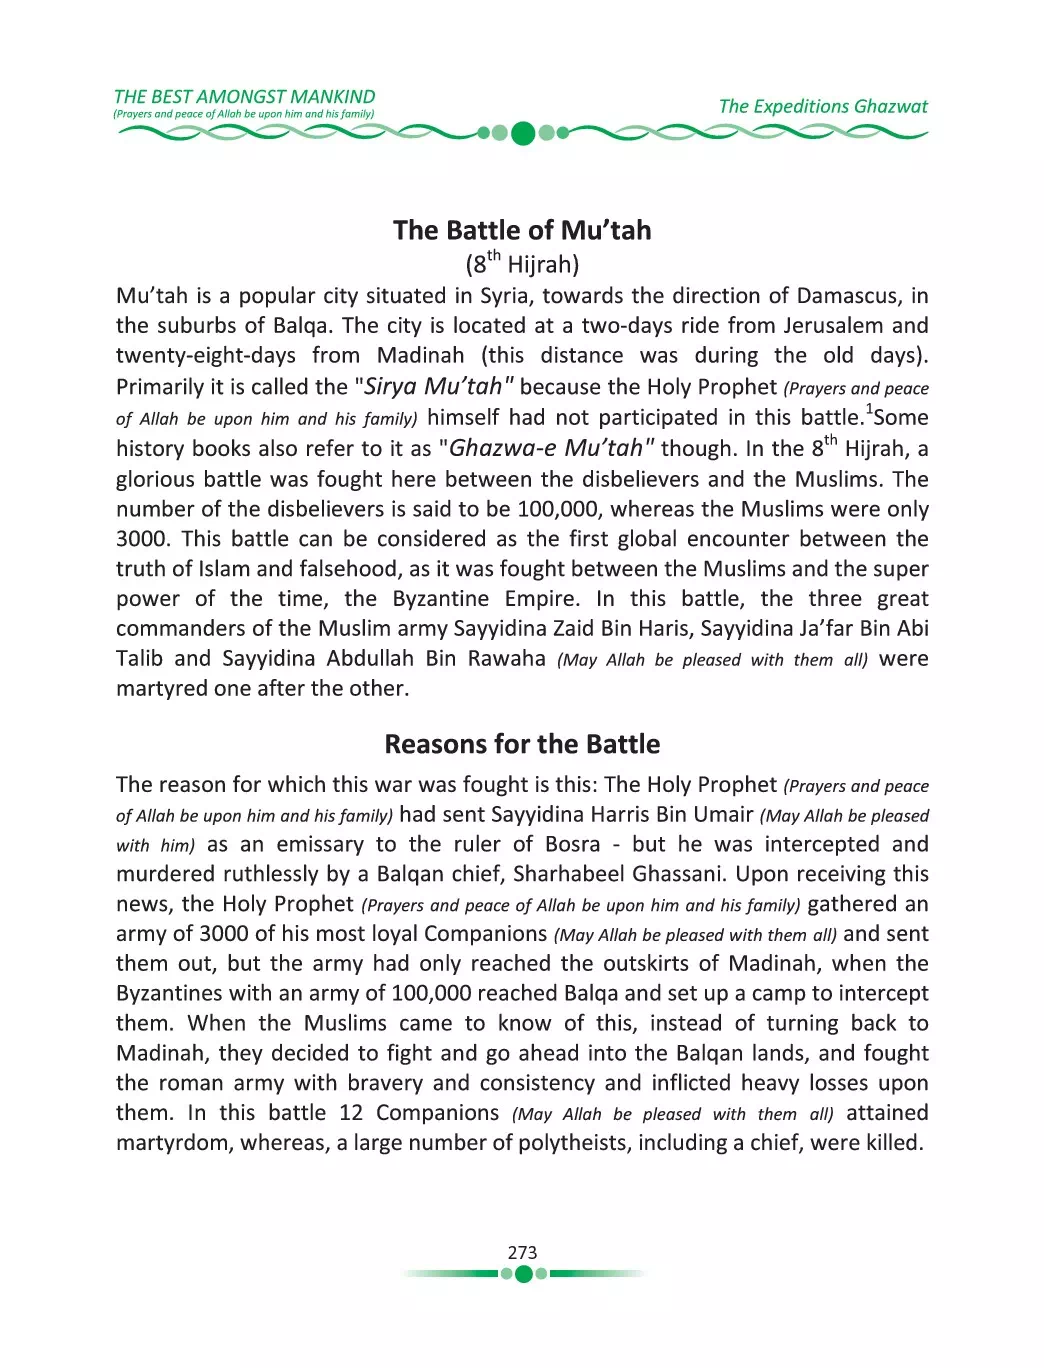 THE BEST AMONGST MANKIND
(Prayers and peace of Allah be upon him and his family)
The Expeditions Ghazwat
The Battle of Mu’tah
(8th Hijrah)
Mu’tah is a popular city situated in Syria, towards the direction of Damascus, in
the suburbs of Balqa. The city is located at a two-days ride from Jerusalem and
twenty-eight-days from Madinah (this distance was during the old days).
Primarily it is called the "Sirya Mu’tah" because the Holy Prophet (Prayers and peace
of Allah be upon him and his family) himself had not participated in this battle.1Some
history books also refer to it as "Ghazwa-e Mu’tah" though. In the 8th Hijrah, a
glorious battle was fought here between the disbelievers and the Muslims. The
number of the disbelievers is said to be 100,000, whereas the Muslims were only
3000. This battle can be considered as the first global encounter between the
truth of Islam and falsehood, as it was fought between the Muslims and the super
power of the time, the Byzantine Empire. In this battle, the three great
commanders of the Muslim army Sayyidina Zaid Bin Haris, Sayyidina Ja’far Bin Abi
Talib and Sayyidina Abdullah Bin Rawaha (May Allah be pleased with them all) were
martyred one after the other.
Reasons for the Battle
The reason for which this war was fought is this: The Holy Prophet (Prayers and peace
of Allah be upon him and his family) had sent Sayyidina Harris Bin Umair (May Allah be pleased
with him) as an emissary to the ruler of Bosra - but he was intercepted and
murdered ruthlessly by a Balqan chief, Sharhabeel Ghassani. Upon receiving this
news, the Holy Prophet (Prayers and peace of Allah be upon him and his family) gathered an
army of 3000 of his most loyal Companions (May Allah be pleased with them all) and sent
them out, but the army had only reached the outskirts of Madinah, when the
Byzantines with an army of 100,000 reached Balqa and set up a camp to intercept
them. When the Muslims came to know of this, instead of turning back to
Madinah, they decided to fight and go ahead into the Balqan lands, and fought
the roman army with bravery and consistency and inflicted heavy losses upon
them. In this battle 12 Companions (May Allah be pleased with them all) attained
martyrdom, whereas, a large number of polytheists, including a chief, were killed.
273